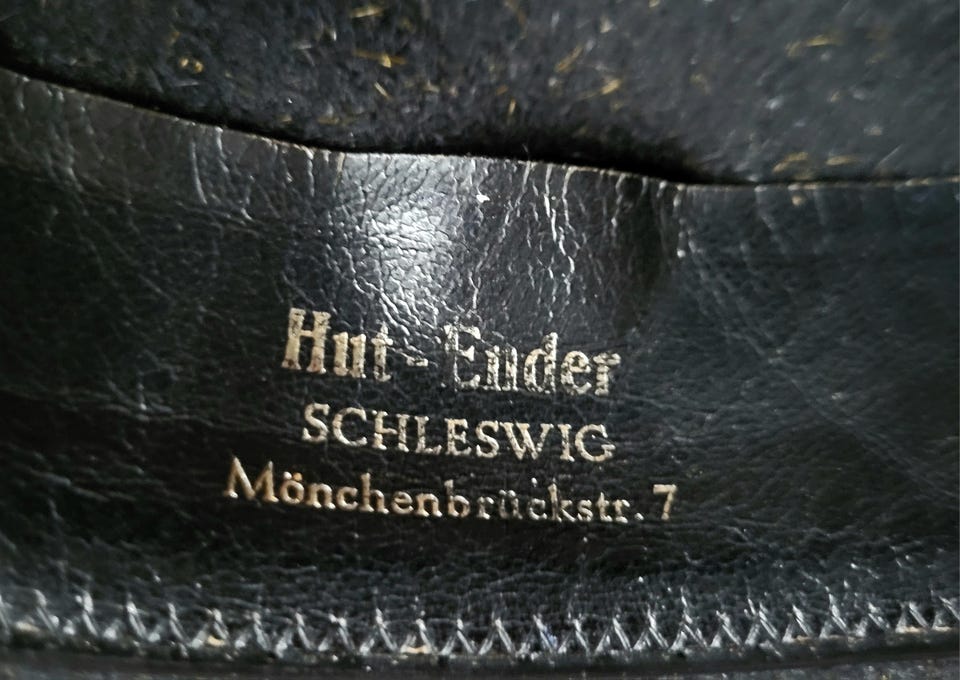 Hut - Ender
SCHLESWIG
Mönchenbrückstr. 7